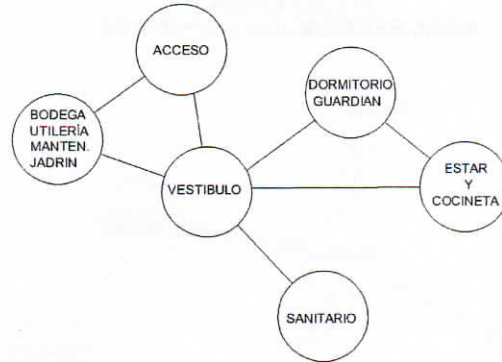 ACCESO
DORMITORIO
GUARDIAN
BODEGA
UTILERÍA
MANTEN.
JADRIN
ESTAR
Y
COCINETA
VESTIBULO
SANITARIO